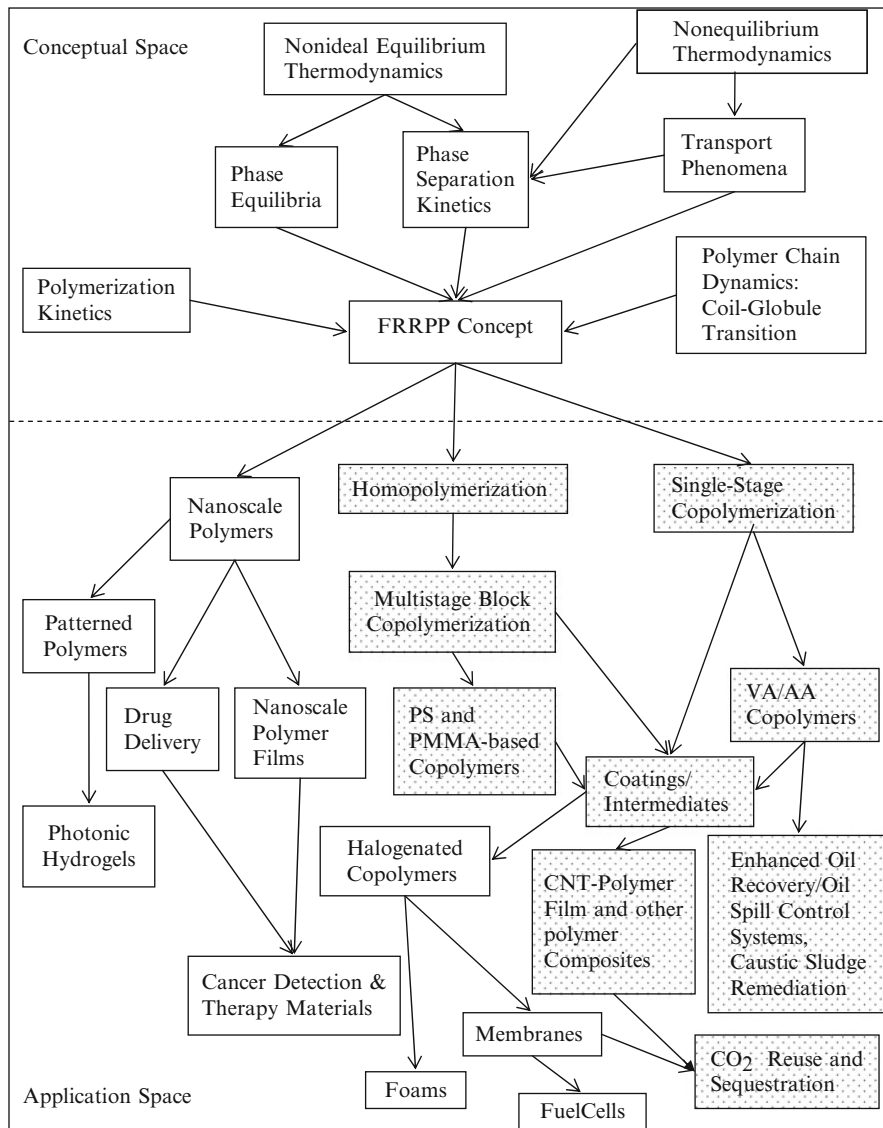 Conceptual Space
Nonideal Equilibrium
Thermodynamics
Nonequilibrium
Thermodynamics
Phase
Equilibria
Phase
Separation
Kinetics
Transport
Phenomena
Polymerization
Kinetics
FRRPP Concept
Polymer Chain
Dynamics:
Coil-Globule
Transition
Nanoscale
Polymers
Homopolymerization
Single-Stage
Copolymerization
Patterned
Polymers
Multistage Block
Copolymerization
Drug
Delivery
Nanoscale
Polymer
Films
PS and
PMMA-based
Copolymers
VA/AA
Copolymers
Coatings/
Intermediates
Photonic
Hydrogels
Halogenated
Copolymers
CNT-Polymer
Film and other
polymer
Composites
Enhanced Oil
Recovery/Oil
Spill Control
Systems,
Caustic Sludge
Remediation
Cancer Detection &
Therapy Materials
Membranes
CO2 Reuse and
Sequestration
Foams
FuelCells
Application Space